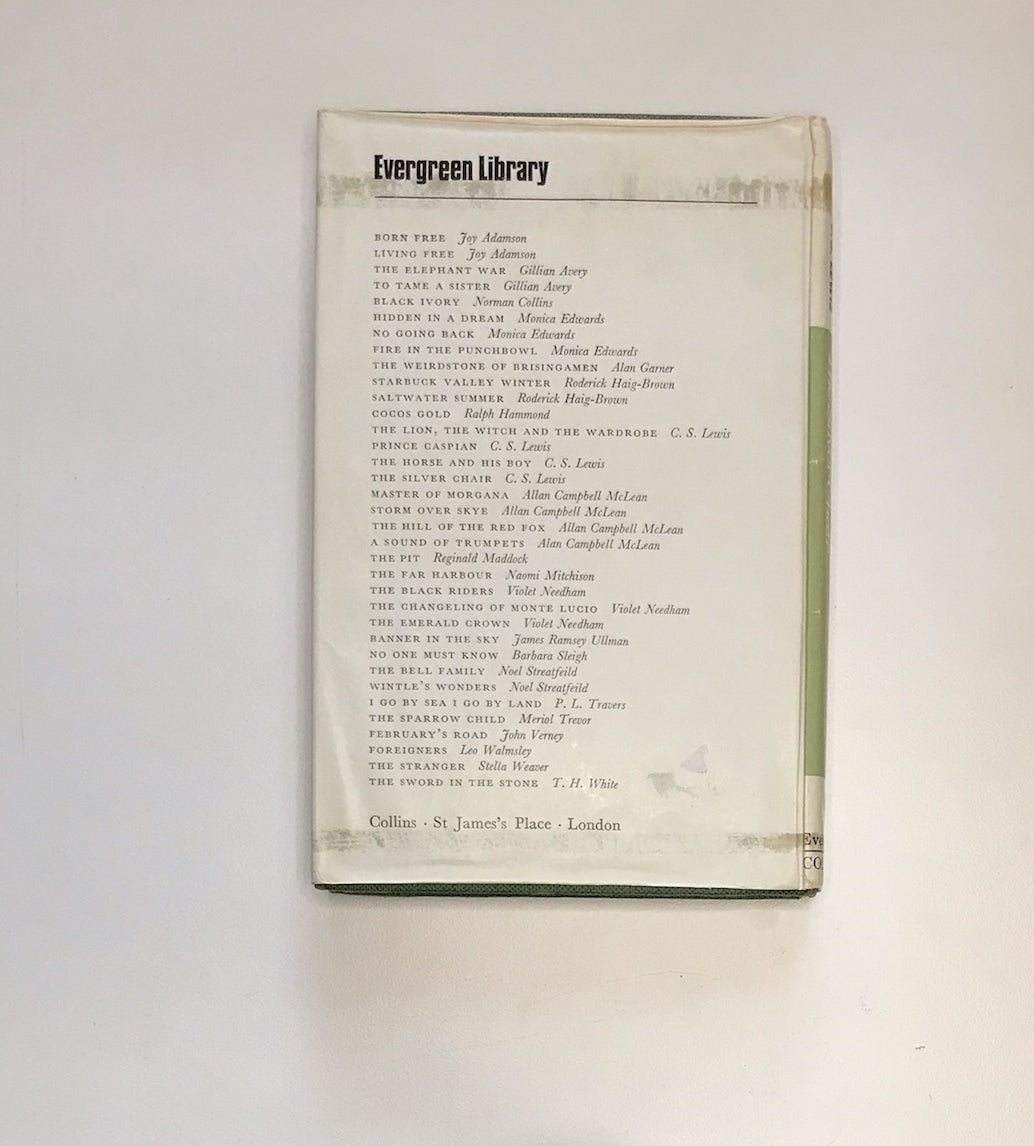 Evergreen Library
BORN FREE Joy Adamson
LIVING FREE Joy Adamson
THE ELEPHANT WAR Gillian Avery
TO TAME A SISTER Gillian Avery
BLACK IVORY Norman Collins
HIDDEN IN A DREAM Monica Edwards
NO GOING BACK Monica Edwards
FIRE IN THE PUNCHBOWL Monica Edwards
THE WEIRDSTONE OF BRISINGAMEN Alan Garner
STARBUCK VALLEY WINTER Roderick Haig-Brown
SALTWATER SUMMER Roderick Haig-Brown
COCOS GOLD Ralph Hammond
THE LION, THE WITCH AND THE WARDROBE C. S. Lewis
PRINCE CASPIAN C. S. Lewis
THE HORSE AND HIS BOY C. S. Lewis
THE SILVER CHAIR C. S. Lewis
MASTER OF MORGANA Allan Campbell McLean
STORM OVER SKYE Allan Campbell McLean
THE HILL OF THE RED FOX Allan Campbell McLean
A SOUND OF TRUMPETS Alan Campbell McLean
THE PIT Reginald Maddock
THE FAR HARBOUR Naomi Mitchison
THE BLACK RIDERS Violet Needham
THE CHANGELING OF MONTE LUCIO Violet Needham
THE EMERALD CROWN Violet Needham
BANNER IN THE SKY James Ramsey Ullman
NO ONE MUST KNOW Barbara Sleigh
THE BELL FAMILY Noel Streatfeild
WINTLE'S WONDERS Noel Streatfeild
I GO BY SEA I GO BY LAND P. L. Travers
THE SPARROW CHILD Meriol Trevor
FEBRUARY'S ROAD John Verney
FOREIGNERS Leo Walmsley
THE STRANGER Stella Weaver
THE SWORD IN THE STONE T. H. White
Collins · St James's Place · London
Eve
CO